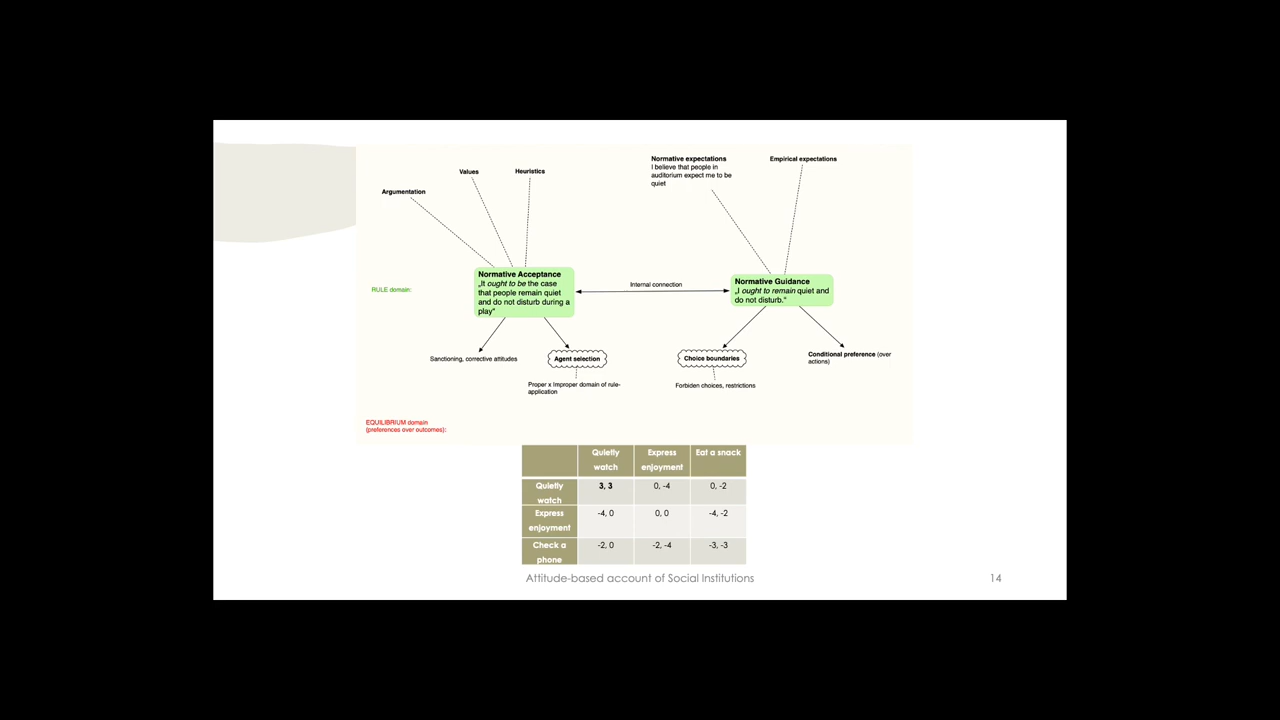 Normative expectations
I believe that people in
auditorium expect me to be
quiet
Empirical expectations
Values
Heuristics
Argumentation
Normative Acceptance
„It ought to be the case
that people remain quiet
and do not disturb during a
play"
Internal connection
Normative Guidance
„I ought to remain quiet and
do not disturb."
RULE domain:
Sanctioning, corrective attitudes
Agent selection
Choice boundaries
Conditional preference (over
actions)
Proper x Improper domain of rule-
application
Forbiden choices, restrictions
EQUILIBRIUM domain
(preferences over outcomes):
Quietly
watch
Express
enjoyment
Eat a snack
Quietly
watch
3, 3
0, -4
0, -2
Express
enjoyment
-4, 0
0, 0
-4, -2
Check a
phone
-2, 0
-2, -4
-3, -3
Attitude-based account of Social Institutions
14